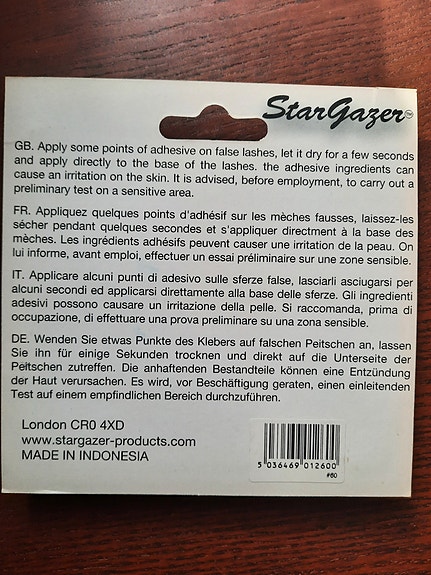 StarGazer™
GB. Apply some points of adhesive on false lashes, let it dry for a few seconds
and apply directly to the base of the lashes. the adhesive ingredients can
cause an irritation on the skin. It is advised, before employment, to carry out a
preliminary test on a sensitive area.
FR. Appliquez quelques points d'adhésif sur les mèches fausses, laissez-les
sécher pendant quelques secondes et s'appliquer directment à la base des
mèches. Les ingrédients adhésifs peuvent causer une irritation de la peau. On
lui informe, avant emploi, effectuer un essai préliminaire sur une zone sensible.
IT. Applicare alcuni punti di adesivo sulle sferze false, lasciarli asciugarsi per
alcuni secondi ed applicarsi direttamente alla base delle sferze. Gli ingredienti
adesivi possono causare un irritazione della pelle. Si raccomanda, prima di
occupazione, di effettuare una prova preliminare su una zona sensible.
DE. Wenden Sie etwas Punkte des Klebers auf falschen Peitschen an, lassen
Sie ihn für einige Sekunden trocknen und direkt auf die Unterseite der
Peitschen zutreffen. Die anhaftenden Bestandteile können eine Entzündung
der Haut verursachen. Es wird, vor Beschäftigung geraten, einen einleitenden
Test auf einem empfindlichen Bereich durchzuführen.
London CR0 4XD
www.stargazer-products.com
MADE IN INDONESIA
5 036469 012600
#60